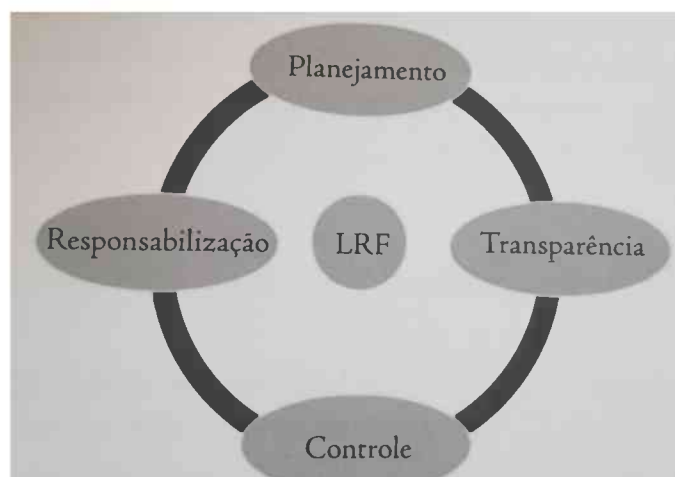 Planejamento
Responsabilização
LRF
Transparência
Controle